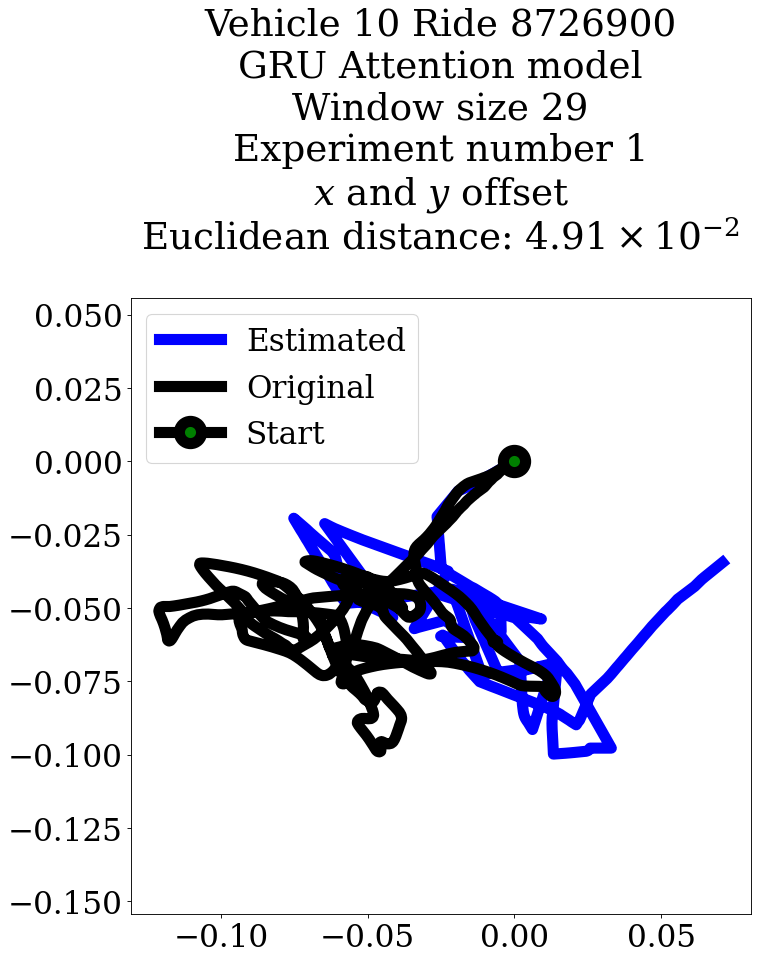 Vehicle 10 Ride 8726900
GRU Attention model
Window size 29
Experiment number 1
x and y offset
Euclidean distance: 4.91 × 10⁻²
0.050
0.025
0.000
−0.025
−0.050
−0.075
−0.100
−0.125
−0.150
Estimated
Original
Start
−0.10 −0.05 0.00 0.05